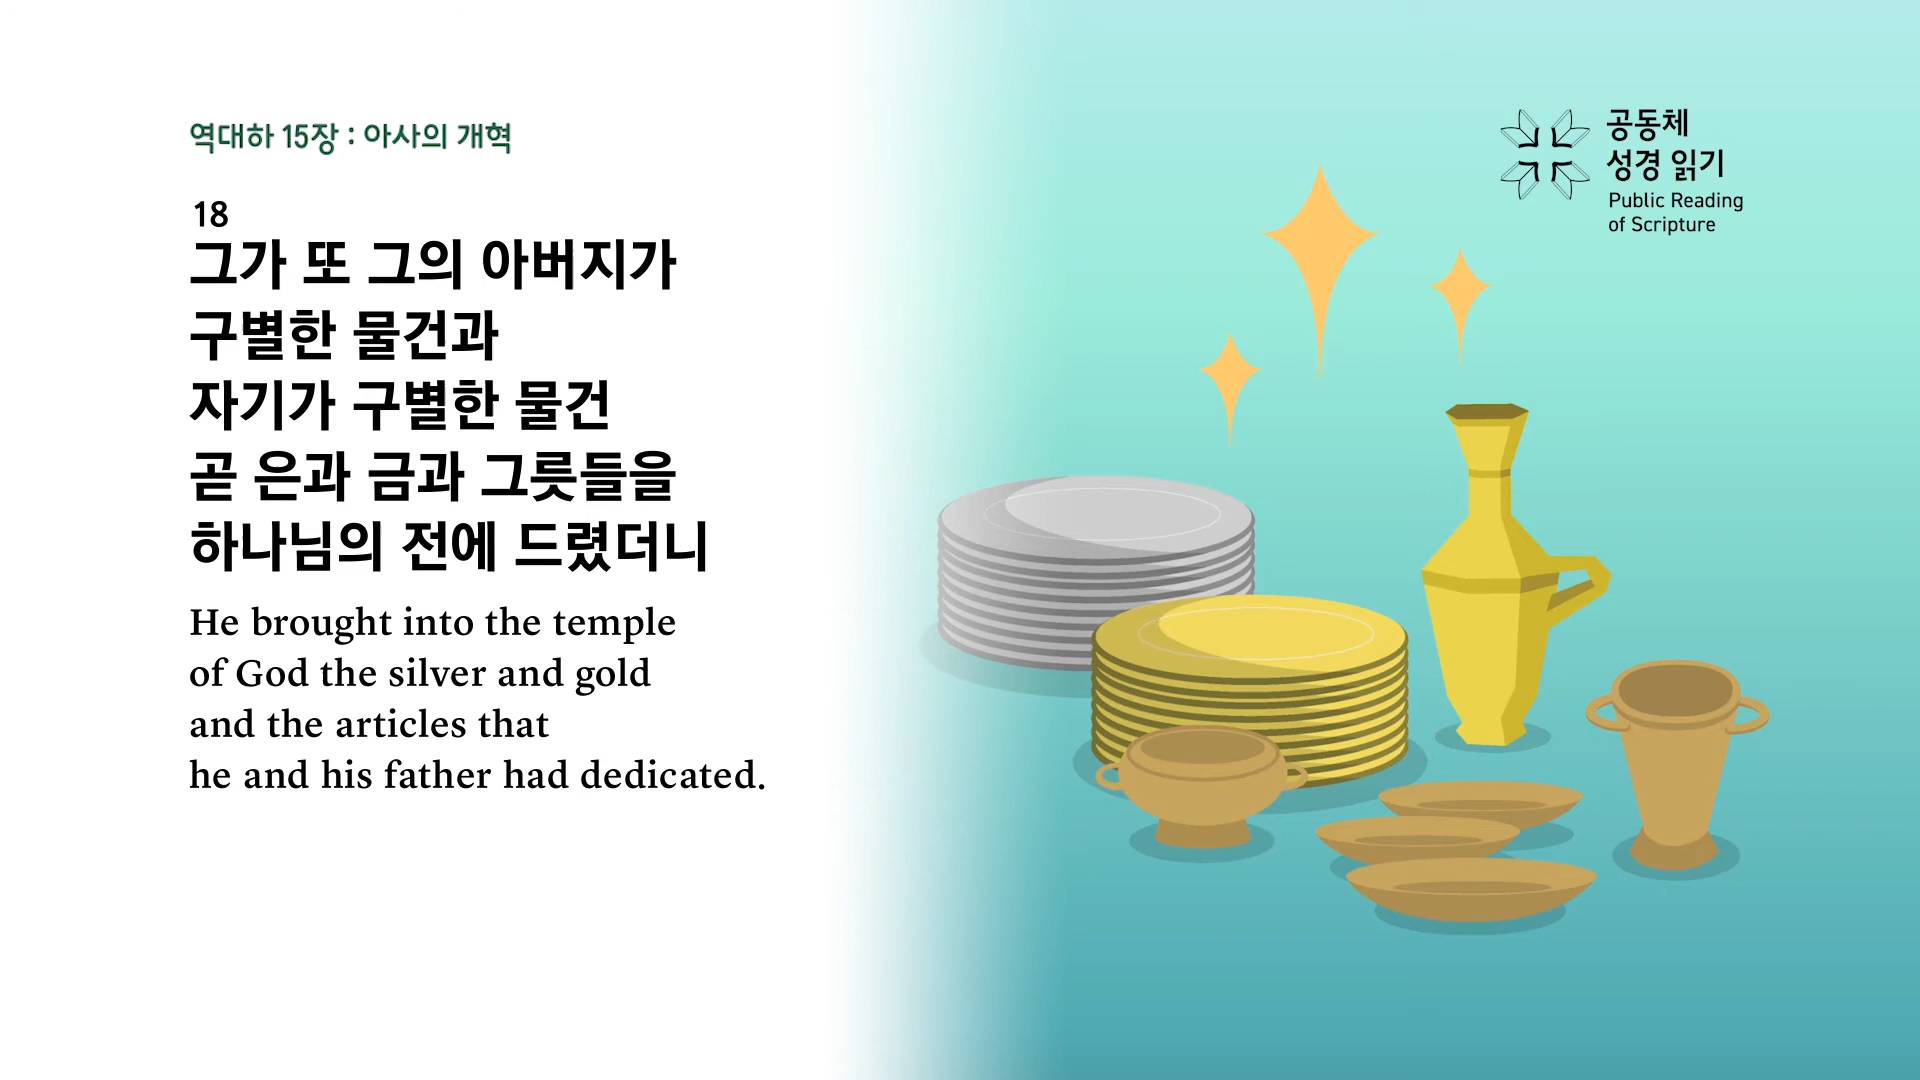 역대하 15장 : 아사의 개혁
18
그가 또 그의 아버지가
구별한 물건과
자기가 구별한 물건
곧 은과 금과 그릇들을
하나님의 전에 드렸더니
He brought into the temple
of God the silver and gold
and the articles that
he and his father had dedicated.
공동체
성경 읽기
Public Reading
of Scripture